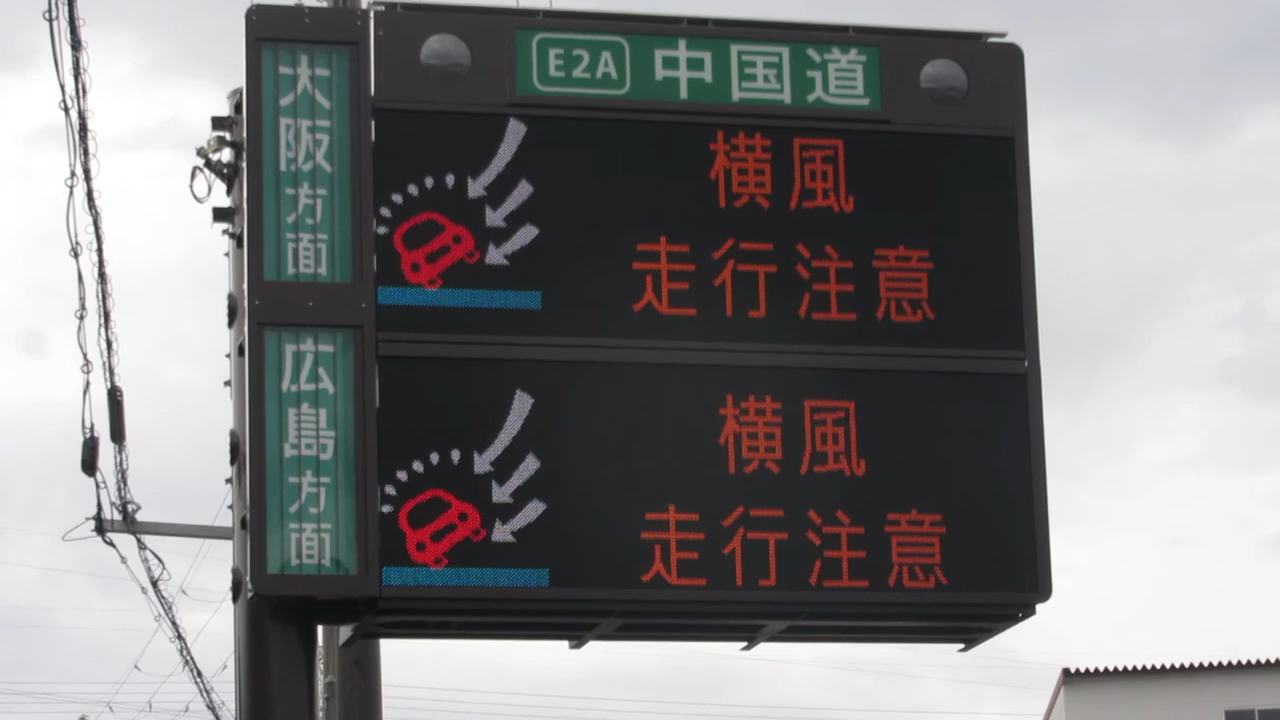 E2A 中国道
大阪方面
横風
走行注意
広島方面
横風
走行注意